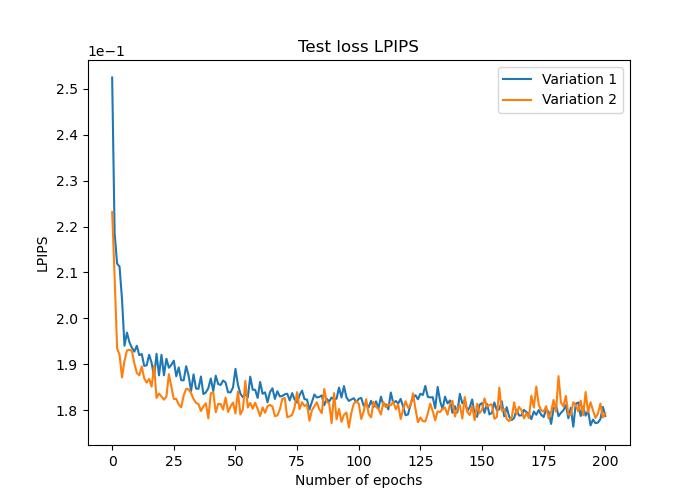 Test loss LPIPS
1e−1
Variation 1
Variation 2
2.5
2.4
2.3
2.2
2.1
2.0
1.9
1.8
LPIPS
0 25 50 75 100 125 150 175 200
Number of epochs